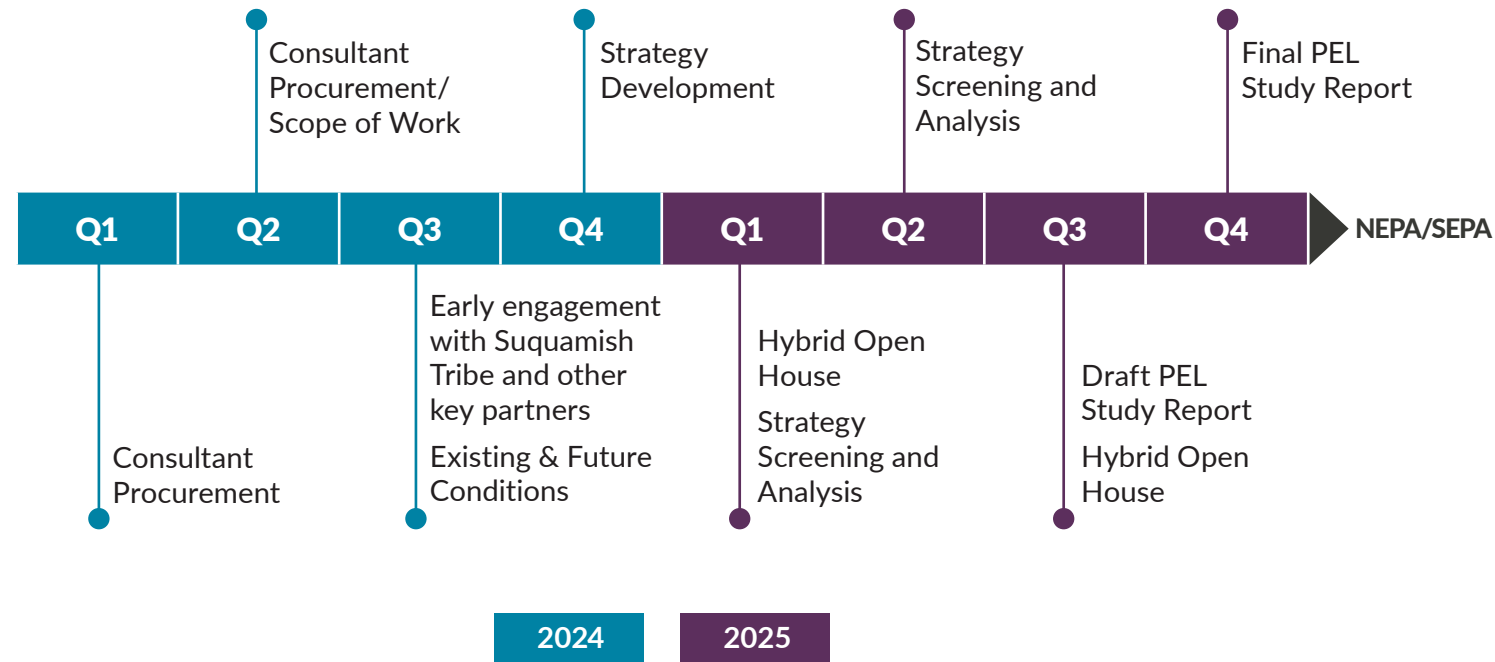 Consultant
Procurement/
Scope of Work
Strategy
Development
Strategy
Screening and
Analysis
Final PEL
Study Report
Q1
Q2
Q3
Q4
Q1
Q2
Q3
Q4
NEPA/SEPA
Consultant
Procurement
Early engagement
with Suquamish
Tribe and other
key partners
Existing & Future
Conditions
Hybrid Open
House
Strategy
Screening and
Analysis
Draft PEL
Study Report
Hybrid Open
House
2024
2025